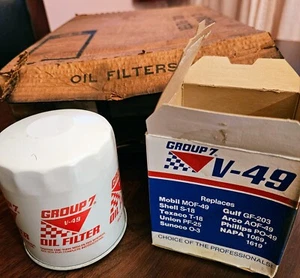 OIL FILTERS
GROUP 7.
V-49
OIL FILTER
GROUP 7.
V-49
Replaces
Mobil MOF-49
Shell S-18
Texaco T-18
Union PF-25
Sunoco O-3
Gulf GF-203
Arco AOF-49
Phillips PO-49
NAPA 1069
1619
CHOICE OF THE PROFESSIONALS